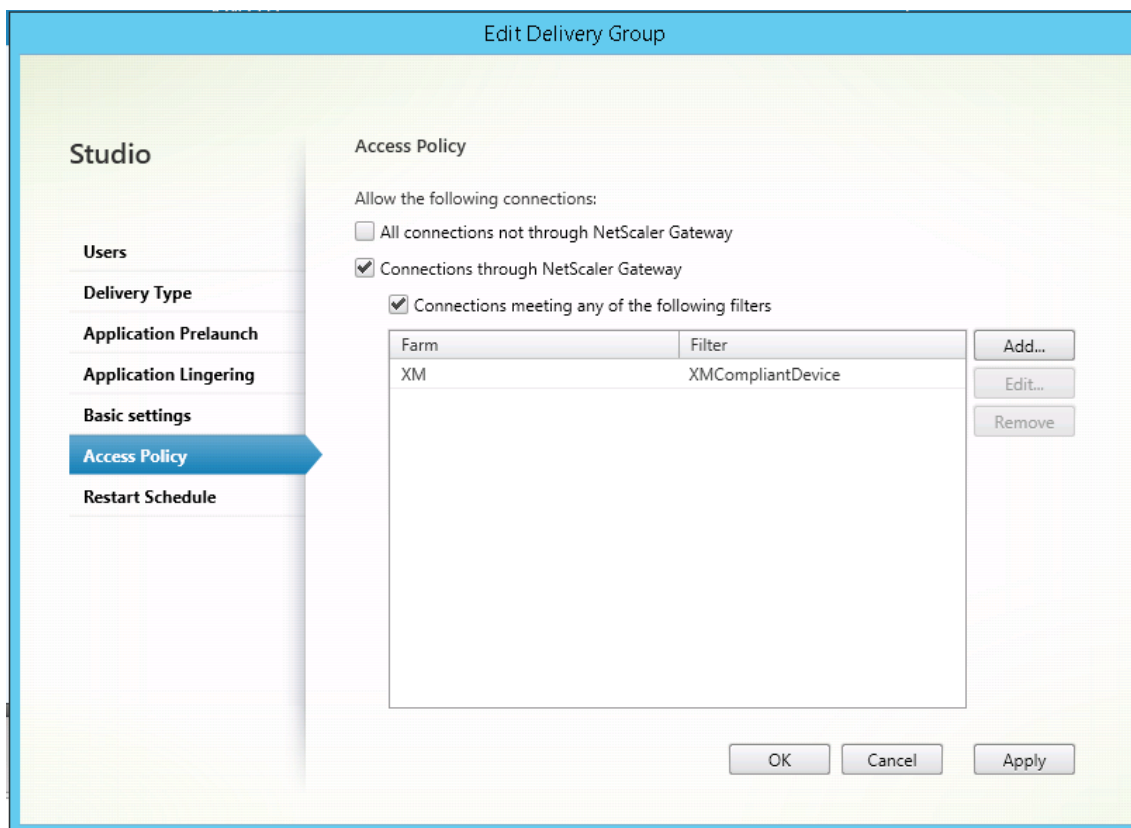 Edit Delivery Group
Studio
Users
Delivery Type
Application Prelaunch
Application Lingering
Basic settings
Access Policy
Restart Schedule
Access Policy
Allow the following connections:
All connections not through NetScaler Gateway
Connections through NetScaler Gateway
Connections meeting any of the following filters
Farm Filter
XM XMCompliantDevice
Add...
Edit...
Remove
OK Cancel Apply